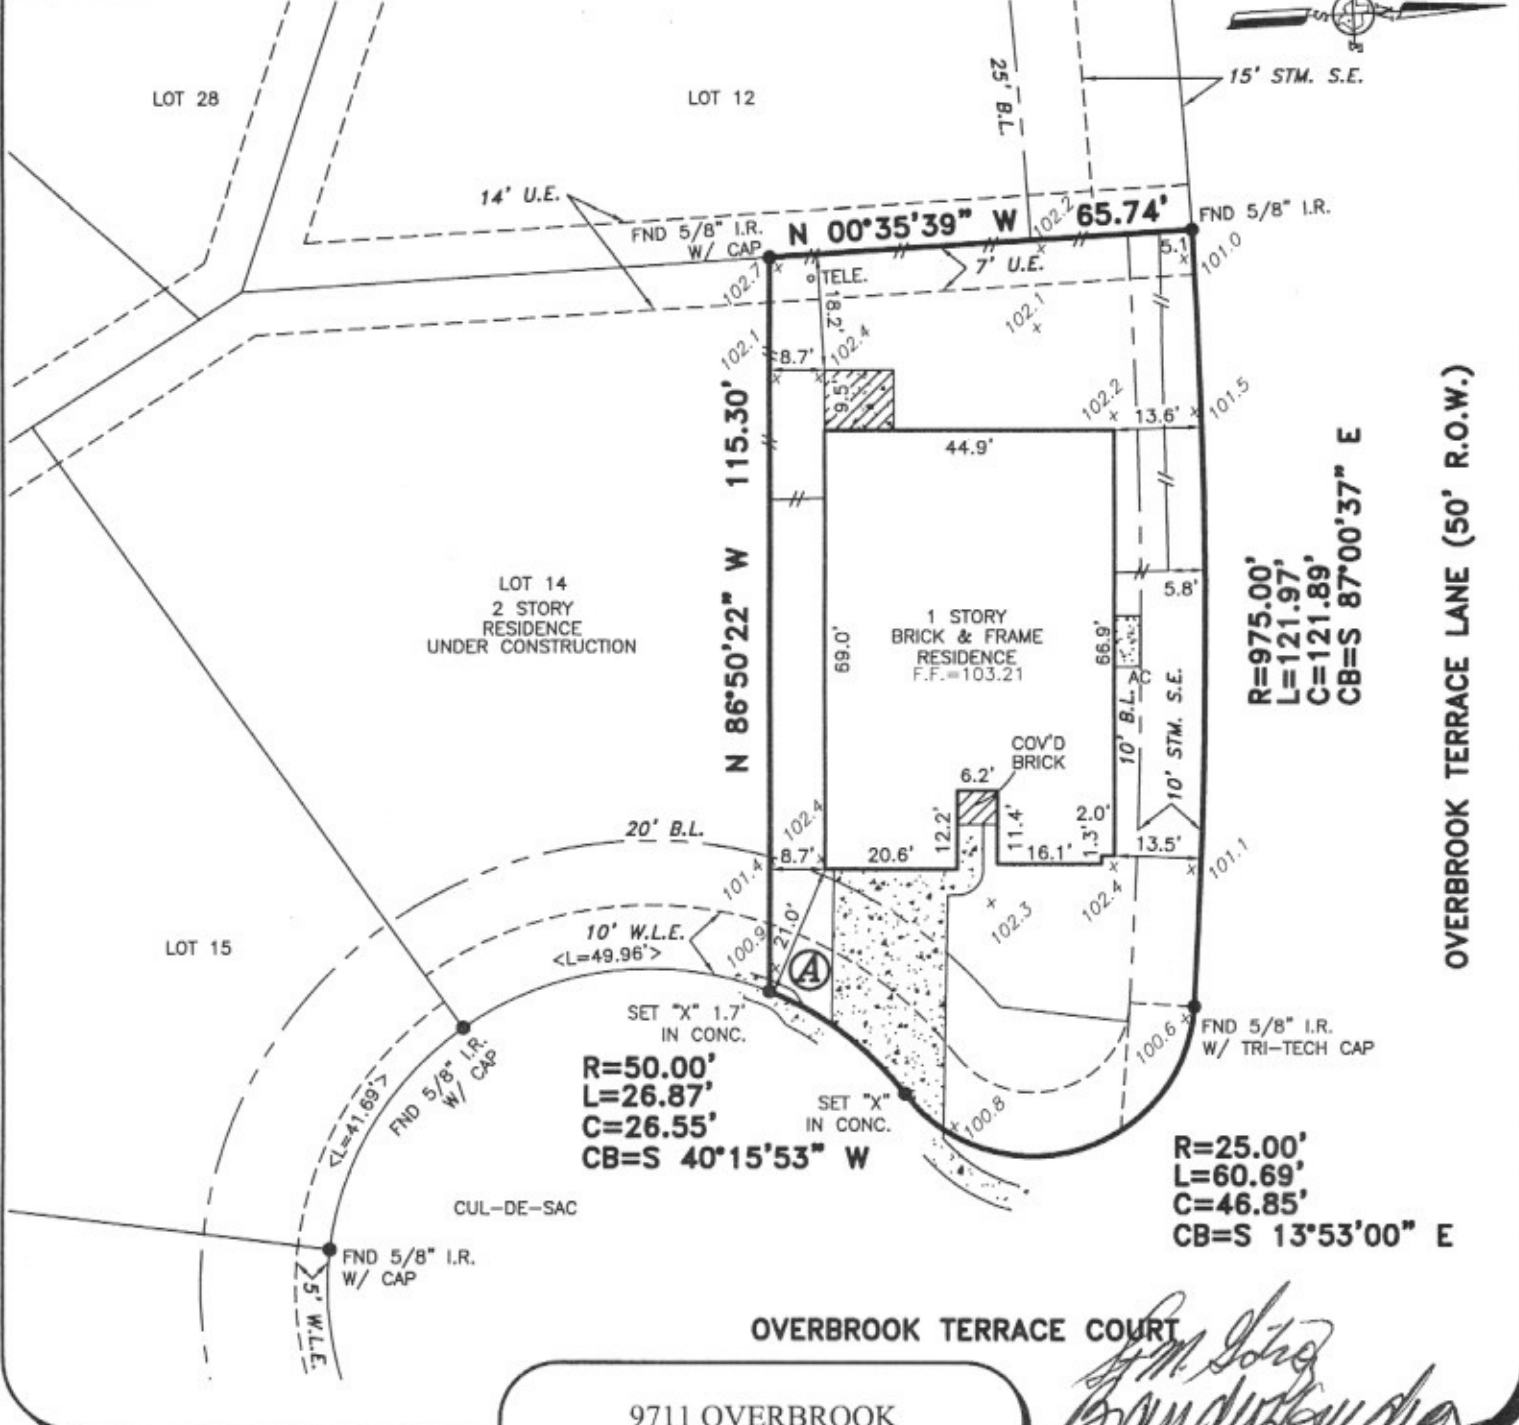 15' STM. S.E.
LOT 28
LOT 12
25' B.L.
14' U.E.
FND 5/8" I.R.
W/ CAP
N 00°35'39" W 65.74'
102.2
FND 5/8" I.R.
102.7
TELE.
7' U.E.
5.1
101.0
18.2'
102.1
102.1
8.7'
102.4
9.5'
102.2
13.6'
101.5
44.9'
N 86°50'22" W 115.30'
LOT 14
2 STORY
RESIDENCE
UNDER CONSTRUCTION
69.0'
1 STORY
BRICK & FRAME
RESIDENCE
F.F.=103.21
66.9'
AC
5.8'
10' B.L.
10' STM. S.E.
R=975.00'
L=121.97'
C=121.89'
CB=S 87°00'37" E
OVERBROOK TERRACE LANE (50' R.O.W.)
COV'D
BRICK
6.2'
12.2'
11.4'
2.0'
1.3'
20.6'
16.1'
13.5'
20' B.L.
102.4
101.4
8.7'
101.1
102.4
102.3
LOT 15
10' W.L.E.
<L=49.96'>
100.9
21.0'
A
SET "X" 1.7'
IN CONC.
FND 5/8" I.R.
W/ CAP
<L=41.69'>
R=50.00'
L=26.87'
C=26.55'
CB=S 40°15'53" W
SET "X"
IN CONC.
100.8
100.6
FND 5/8" I.R.
W/ TRI-TECH CAP
R=25.00'
L=60.69'
C=46.85'
CB=S 13°53'00" E
CUL-DE-SAC
FND 5/8" I.R.
W/ CAP
5' W.L.E.
OVERBROOK TERRACE COURT
9711 OVERBROOK